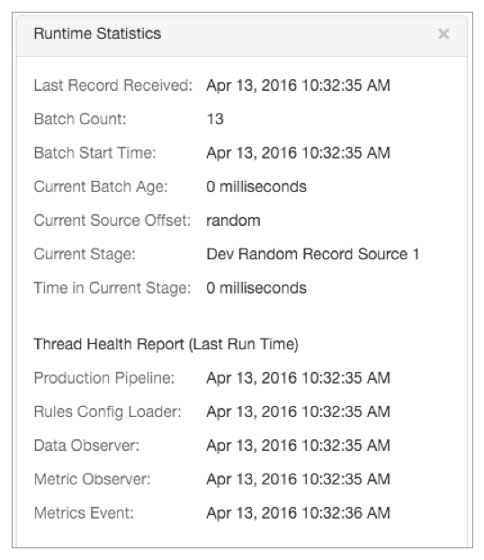 Runtime Statistics ×
Last Record Received: Apr 13, 2016 10:32:35 AM
Batch Count: 13
Batch Start Time: Apr 13, 2016 10:32:35 AM
Current Batch Age: 0 milliseconds
Current Source Offset: random
Current Stage: Dev Random Record Source 1
Time in Current Stage: 0 milliseconds
Thread Health Report (Last Run Time)
Production Pipeline: Apr 13, 2016 10:32:35 AM
Rules Config Loader: Apr 13, 2016 10:32:35 AM
Data Observer: Apr 13, 2016 10:32:35 AM
Metric Observer: Apr 13, 2016 10:32:35 AM
Metrics Event: Apr 13, 2016 10:32:36 AM